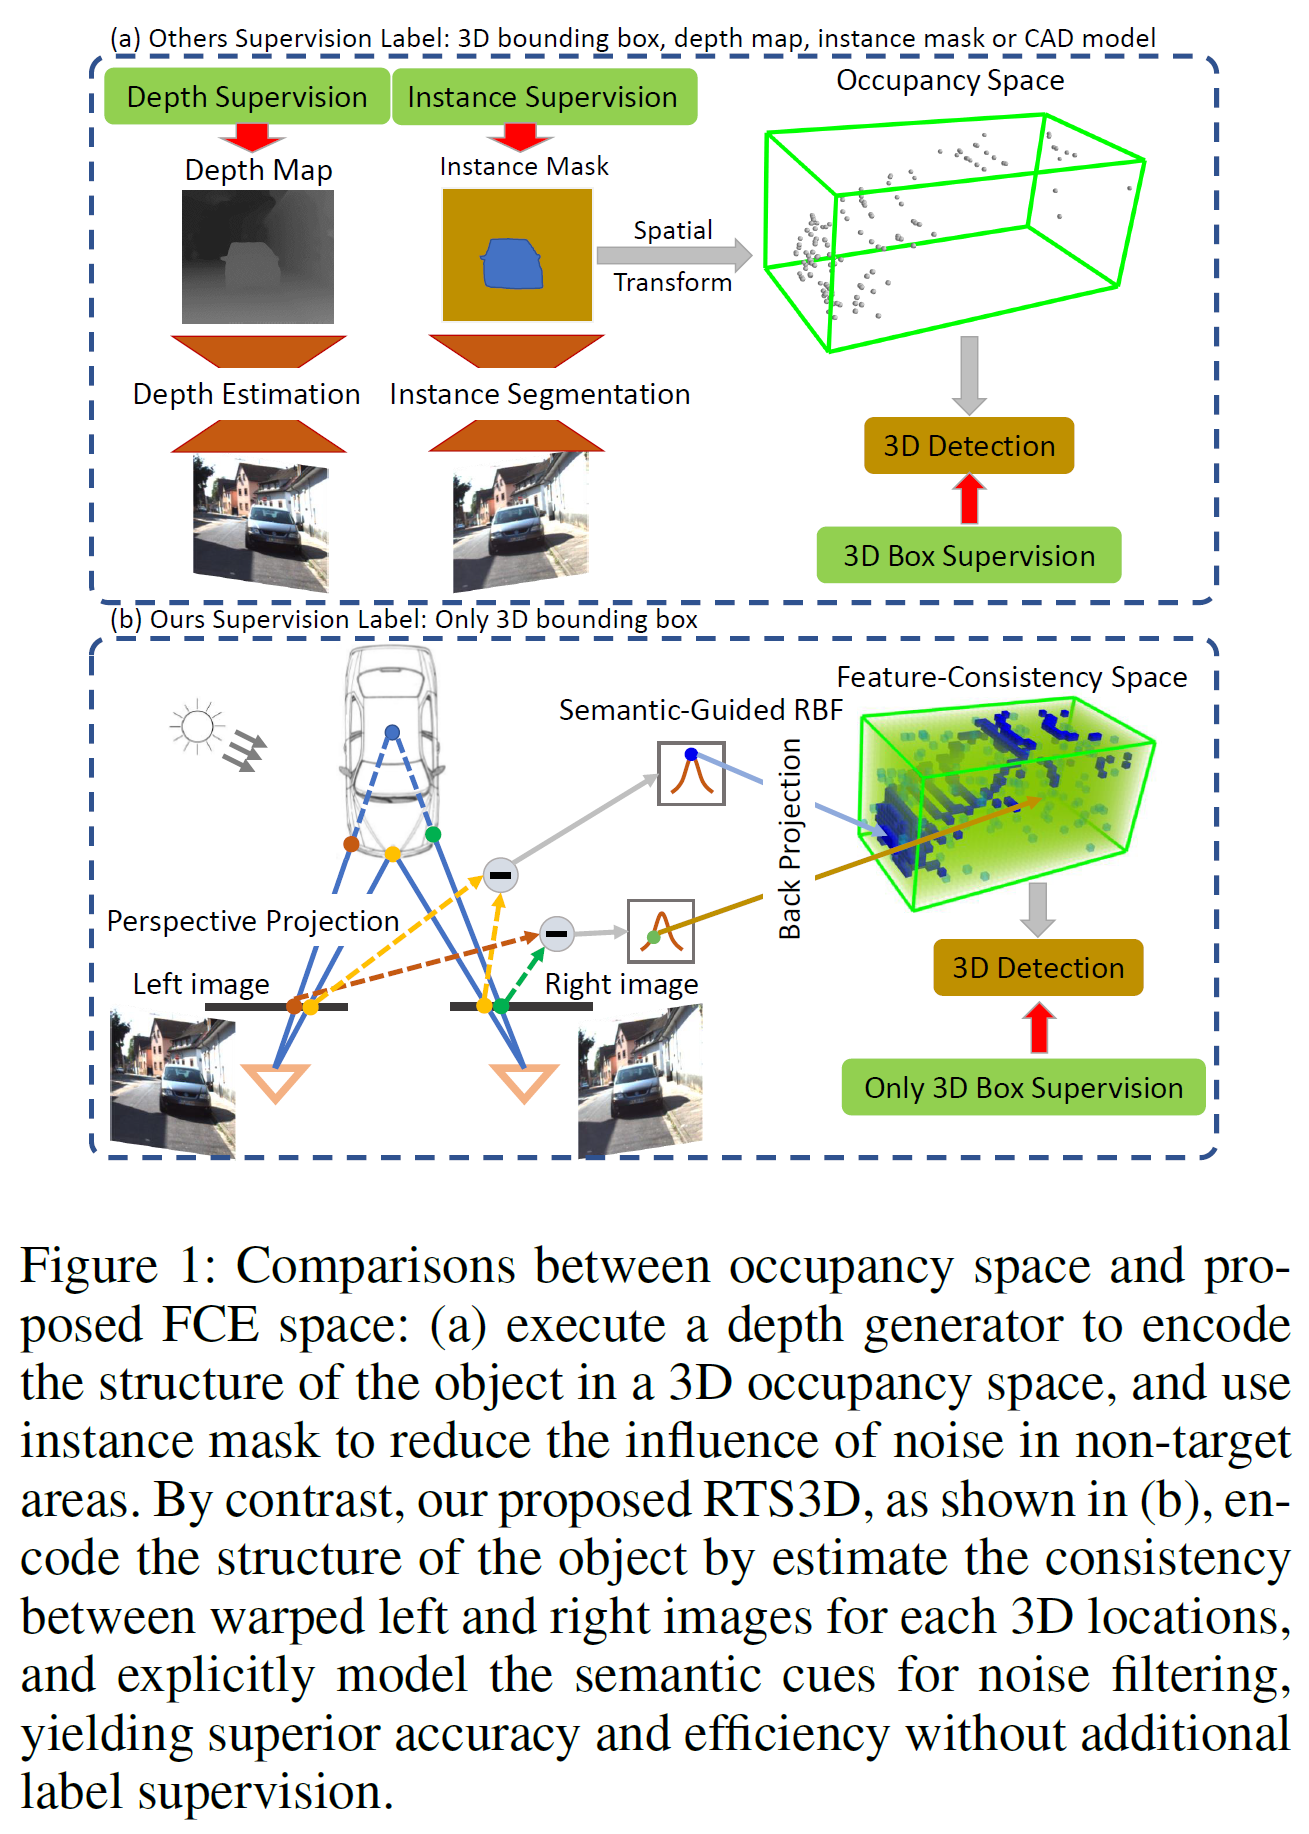 (a) Others Supervision Label: 3D bounding box, depth map, instance mask or CAD model
Depth Supervision
Instance Supervision
Occupancy Space
Depth Map
Instance Mask
Spatial
Transform
Depth Estimation
Instance Segmentation
3D Detection
3D Box Supervision
(b) Ours Supervision Label: Only 3D bounding box
Feature-Consistency Space
Semantic-Guided RBF
Back Projection
Perspective Projection
Left image
Right image
3D Detection
Only 3D Box Supervision
Figure 1: Comparisons between occupancy space and pro-
posed FCE space: (a) execute a depth generator to encode
the structure of the object in a 3D occupancy space, and use
instance mask to reduce the influence of noise in non-target
areas. By contrast, our proposed RTS3D, as shown in (b), en-
code the structure of the object by estimate the consistency
between warped left and right images for each 3D locations,
and explicitly model the semantic cues for noise filtering,
yielding superior accuracy and efficiency without additional
label supervision.